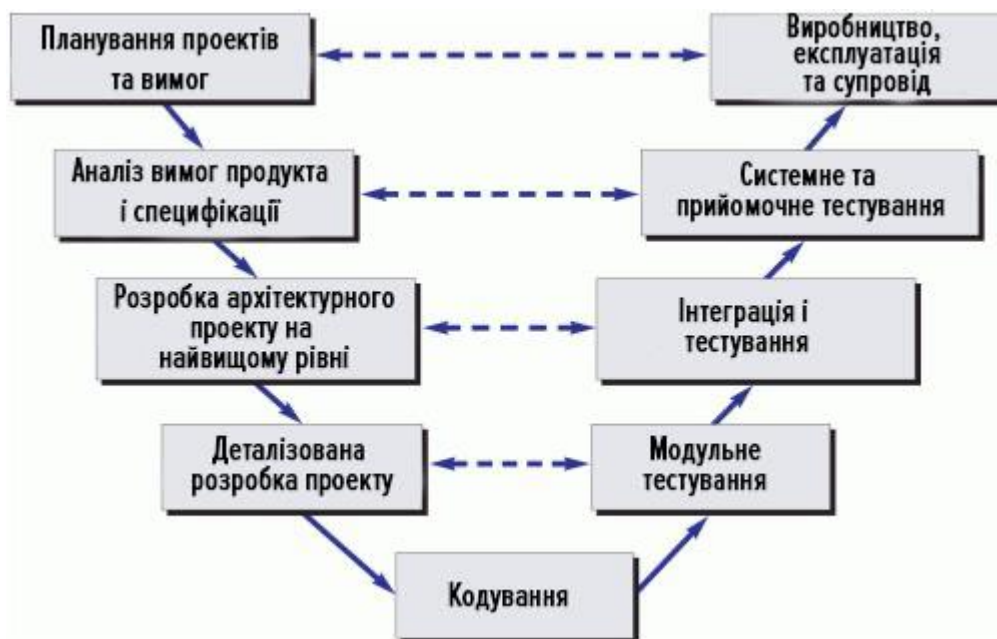 Планування проектів
та вимог
Виробництво,
експлуатація
та супровід
Аналіз вимог продукта
і специфікації
Системне та
прийомочне тестування
Розробка архітектурного
проекту на
найвищому рівні
Інтеграція і
тестування
Деталізована
розробка проекту
Модульне
тестування
Кодування